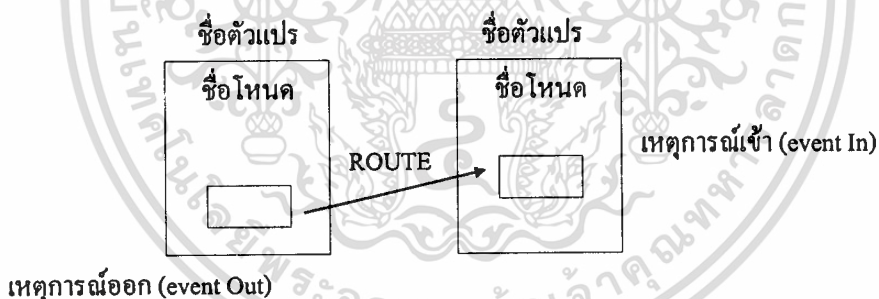 ชื่อตัวแปร
ชื่อตัวแปร
ชื่อโหนด
ชื่อโหนด
ROUTE
เหตุการณ์เข้า (event In)
เหตุการณ์ออก (event Out)